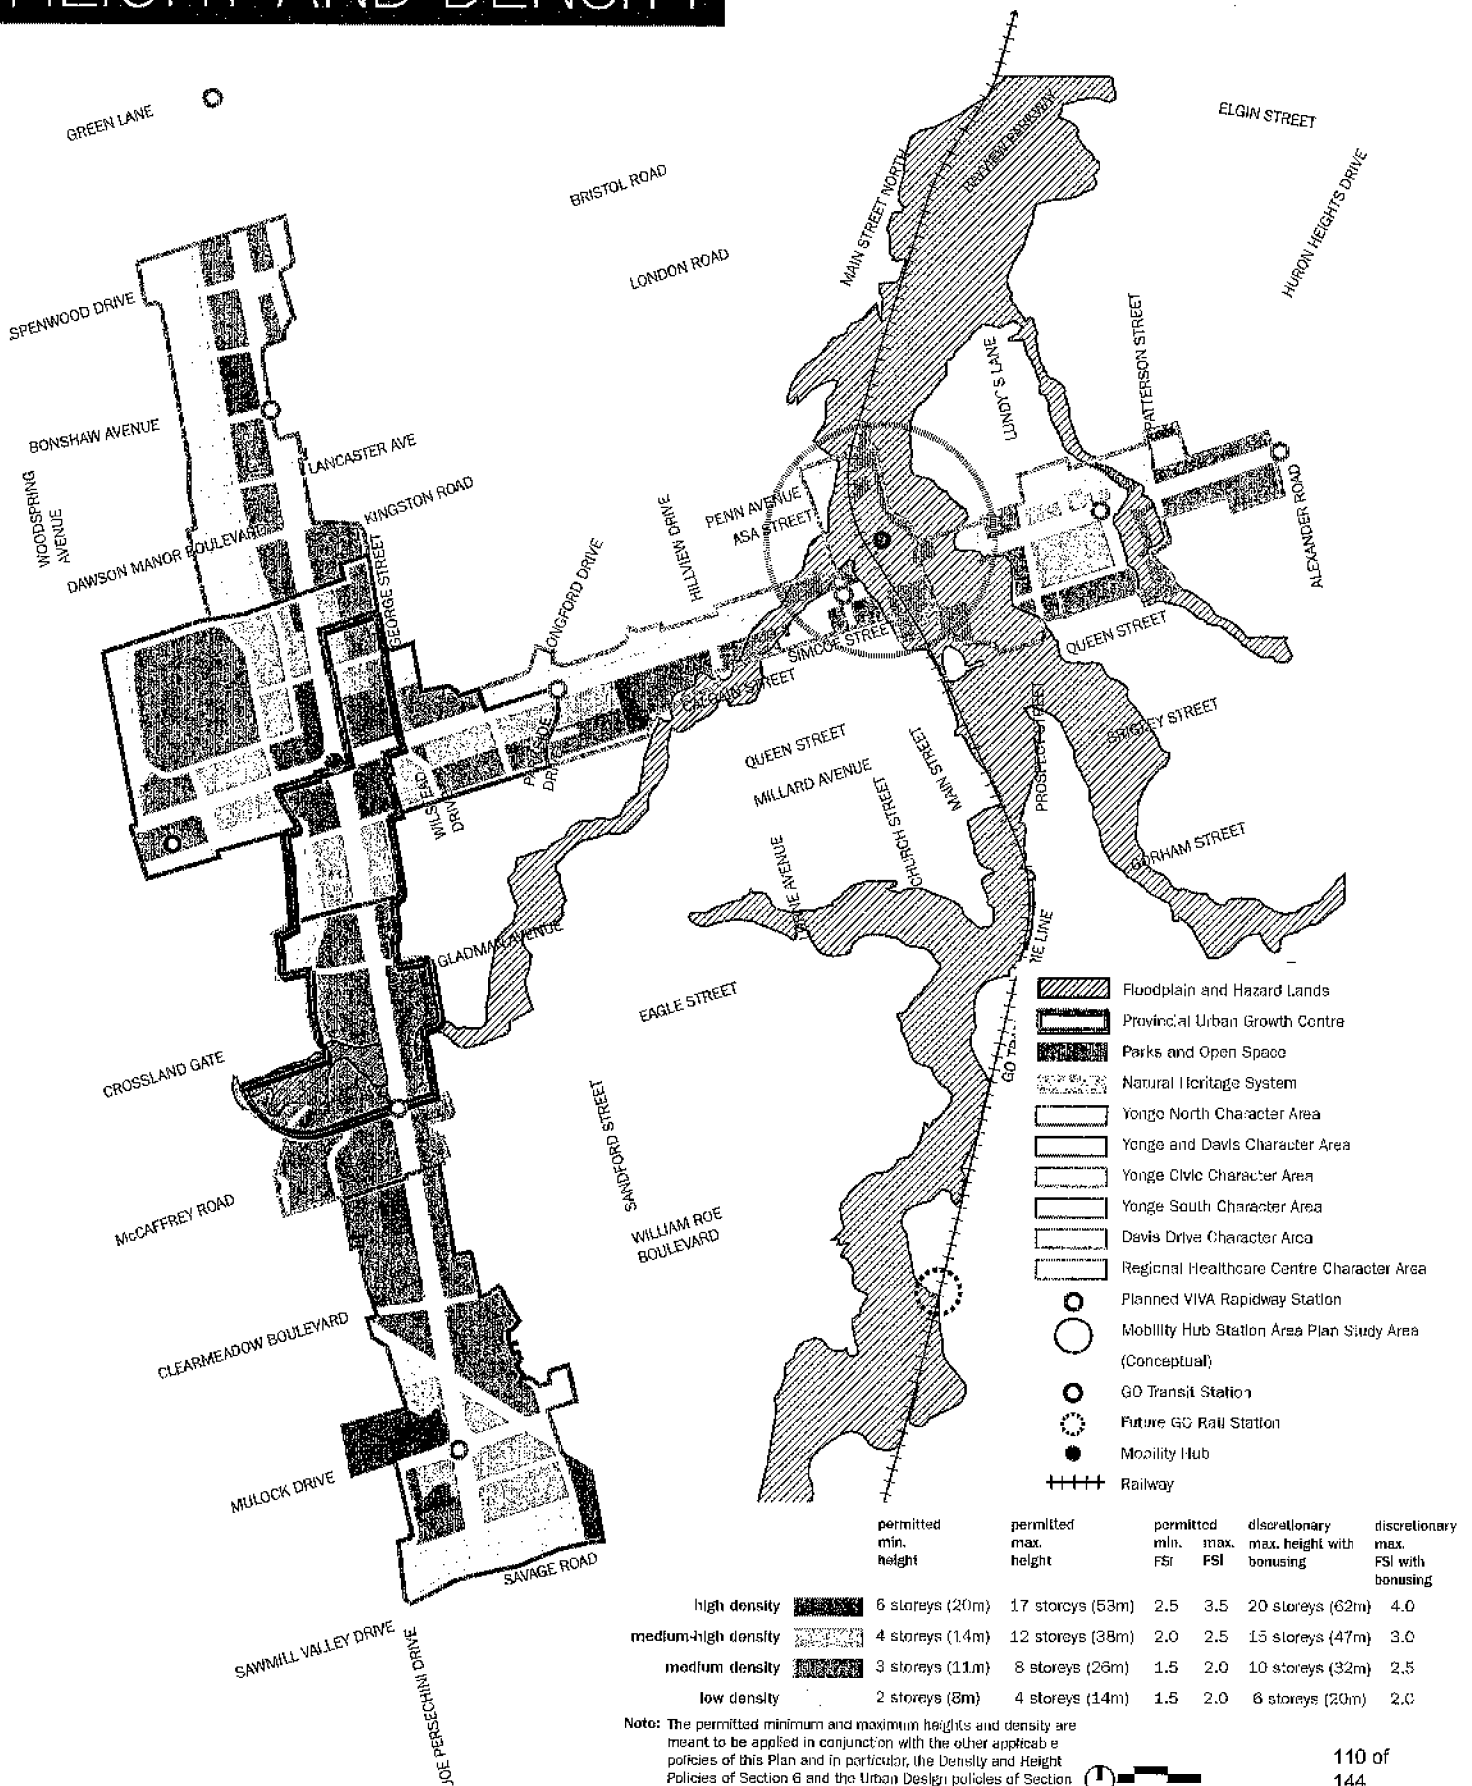 HEIGHT AND DENSITY
GREEN LANE
ELGIN STREET
BAYVIEW PARKWAY
BRISTOL ROAD
MAIN STREET NORTH
HURON HEIGHTS DRIVE
LONDON ROAD
SPENWOOD DRIVE
LUNDY'S LANE
PATTERSON STREET
BONSHAW AVENUE
LANCASTER AVE
WOODSPRING
AVENUE
KINGSTON ROAD
HILLVIEW DRIVE
PENN AVENUE
ASA STREET
ALEXANDER ROAD
DAWSON MANOR BOULEVARD
GEORGE STREET
LONGFORD DRIVE
SIMCOE STREET
QUEEN STREET
CALGAIN STREET
PROSPECT STREET
SRIGLEY STREET
QUEEN STREET
MAIN STREET
PARKSIDE
DRIVE
WILSTEAD
DRIVE
MILLARD AVENUE
CHURCH STREET
GORHAM STREET
LORNE AVENUE
GLADMAN AVENUE
EAGLE STREET
CROSSLAND GATE
SANDFORD STREET
McCAFFREY ROAD
WILLIAM ROE
BOULEVARD
CLEARMEADOW BOULEVARD
MULOCK DRIVE
SAVAGE ROAD
SAWMILL VALLEY DRIVE
JOE PERSECHINI DRIVE
Floodplain and Hazard Lands
Provincial Urban Growth Centre
Parks and Open Space
Natural Heritage System
Yonge North Character Area
Yonge and Davis Character Area
Yonge Civic Character Area
Yonge South Character Area
Davis Drive Character Area
Regional Healthcare Centre Character Area
Planned VIVA Rapidway Station
Mobility Hub Station Area Plan Study Area
(Conceptual)
GO Transit Station
Future GO Rail Station
Mobility Hub
Railway
permitted min. height permitted max. height permitted min. FSI max. FSI discretionary max. height with bonusing discretionary max. FSI with bonusing
high density 6 storeys (20m) 17 storeys (53m) 2.5 3.5 20 storeys (62m) 4.0
medium-high density 4 storeys (14m) 12 storeys (38m) 2.0 2.5 15 storeys (47m) 3.0
medium density 3 storeys (11m) 8 storeys (26m) 1.5 2.0 10 storeys (32m) 2.5
low density 2 storeys (8m) 4 storeys (14m) 1.5 2.0 6 storeys (20m) 2.0
Note: The permitted minimum and maximum heights and density are
meant to be applied in conjunction with the other applicable
policies of this Plan and in particular, the Density and Height
Policies of Section 6 and the Urban Design policies of Section
110 of
144